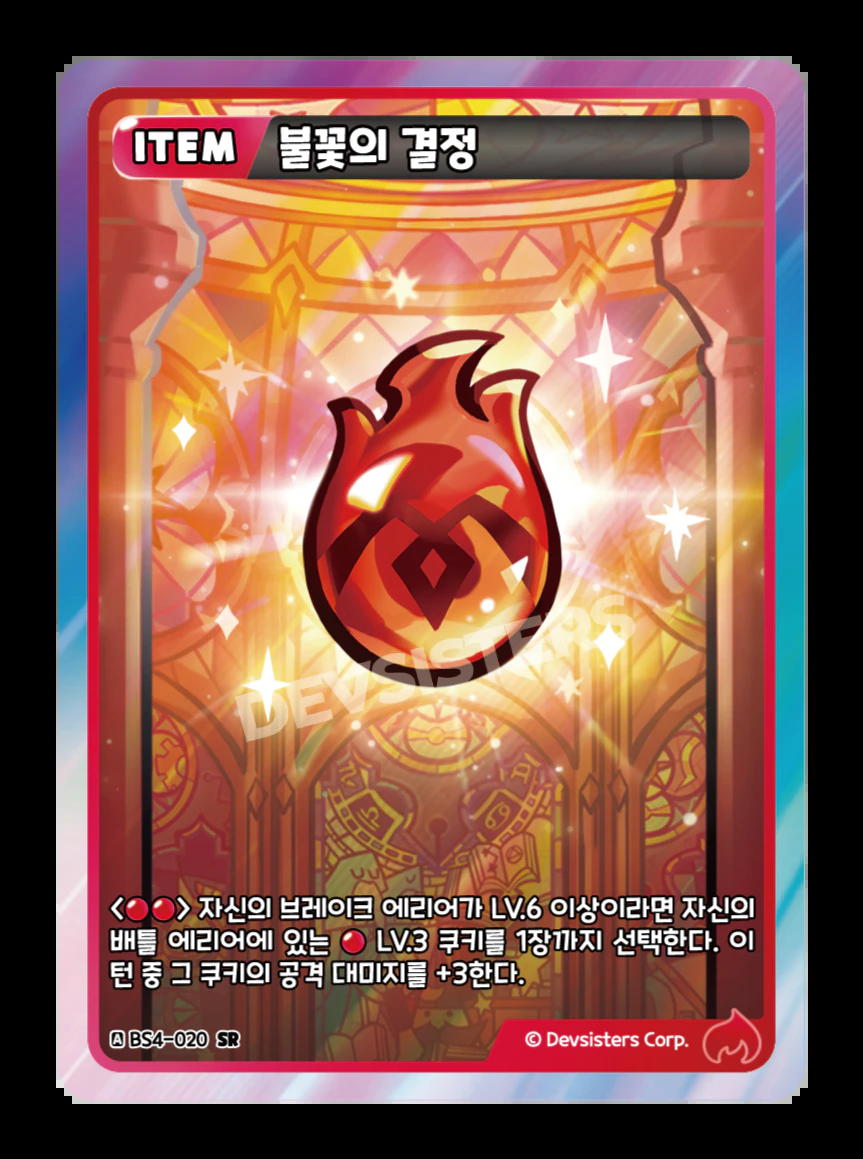 ITEM 불꽃의 결정
DEVSISTERS
<🔴🔴> 자신의 브레이크 에리어가 LV.6 이상이라면 자신의
배틀 에리어에 있는 🔴 LV.3 쿠키를 1장까지 선택한다. 이
턴 중 그 쿠키의 공격 대미지를 +3한다.
A BS4-020 SR
© Devsisters Corp.